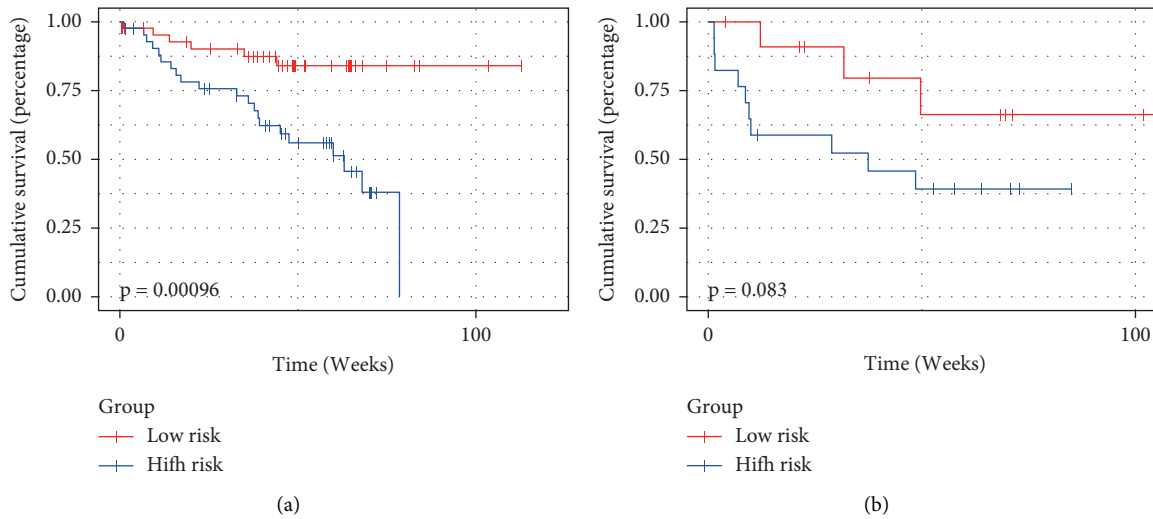 Cumulative survival (percentage)
1.00
0.75
0.50
0.25
0.00
p = 0.00096
0
100
Time (Weeks)
Group
Low risk
Hifh risk
(a)
Cumulative survival (percentage)
1.00
0.75
0.50
0.25
0.00
p = 0.083
0
100
Time (Weeks)
Group
Low risk
Hifh risk
(b)